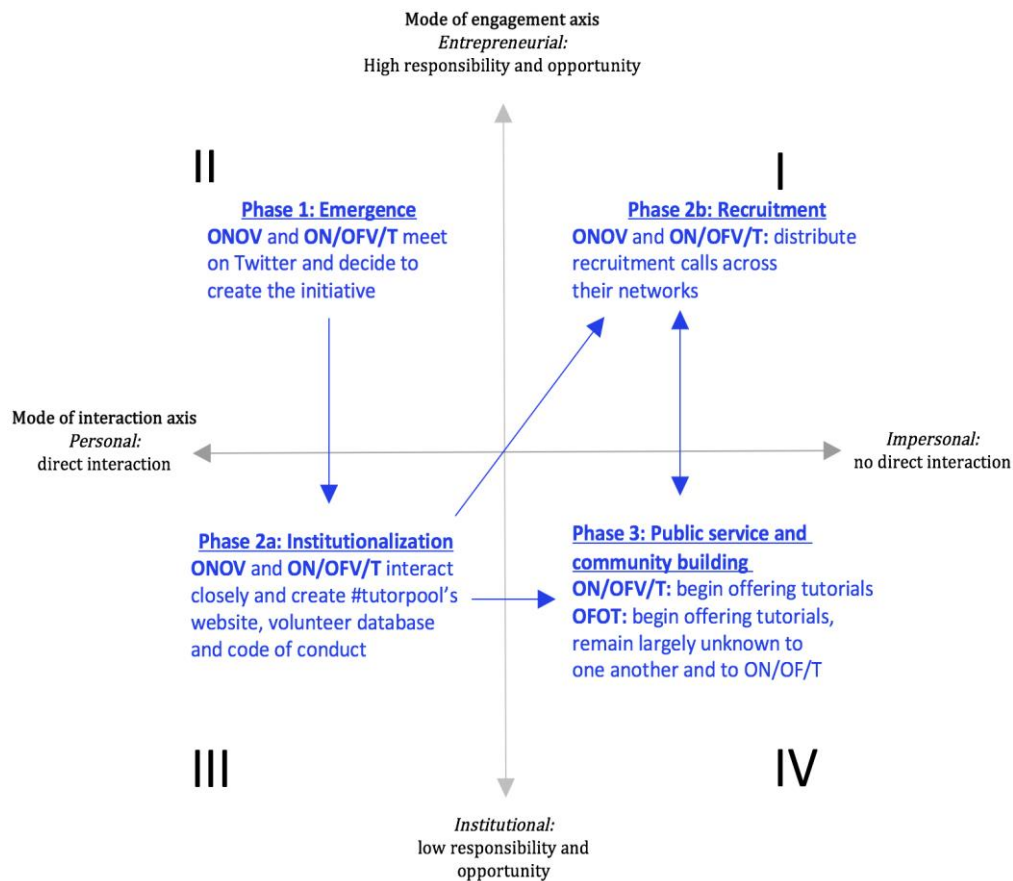 Mode of engagement axis
Entrepreneurial:
High responsibility and opportunity
II
I
Phase 1: Emergence
ONOV and ON/OFV/T meet
on Twitter and decide to
create the initiative
Phase 2b: Recruitment
ONOV and ON/OFV/T: distribute
recruitment calls across
their networks
Mode of interaction axis
Personal:
direct interaction
Impersonal:
no direct interaction
Phase 2a: Institutionalization
ONOV and ON/OFV/T interact
closely and create #tutorpool's
website, volunteer database
and code of conduct
Phase 3: Public service and
community building
ON/OFV/T: begin offering tutorials
OFOT: begin offering tutorials,
remain largely unknown to
one another and to ON/OF/T
III
IV
Institutional:
low responsibility and
opportunity